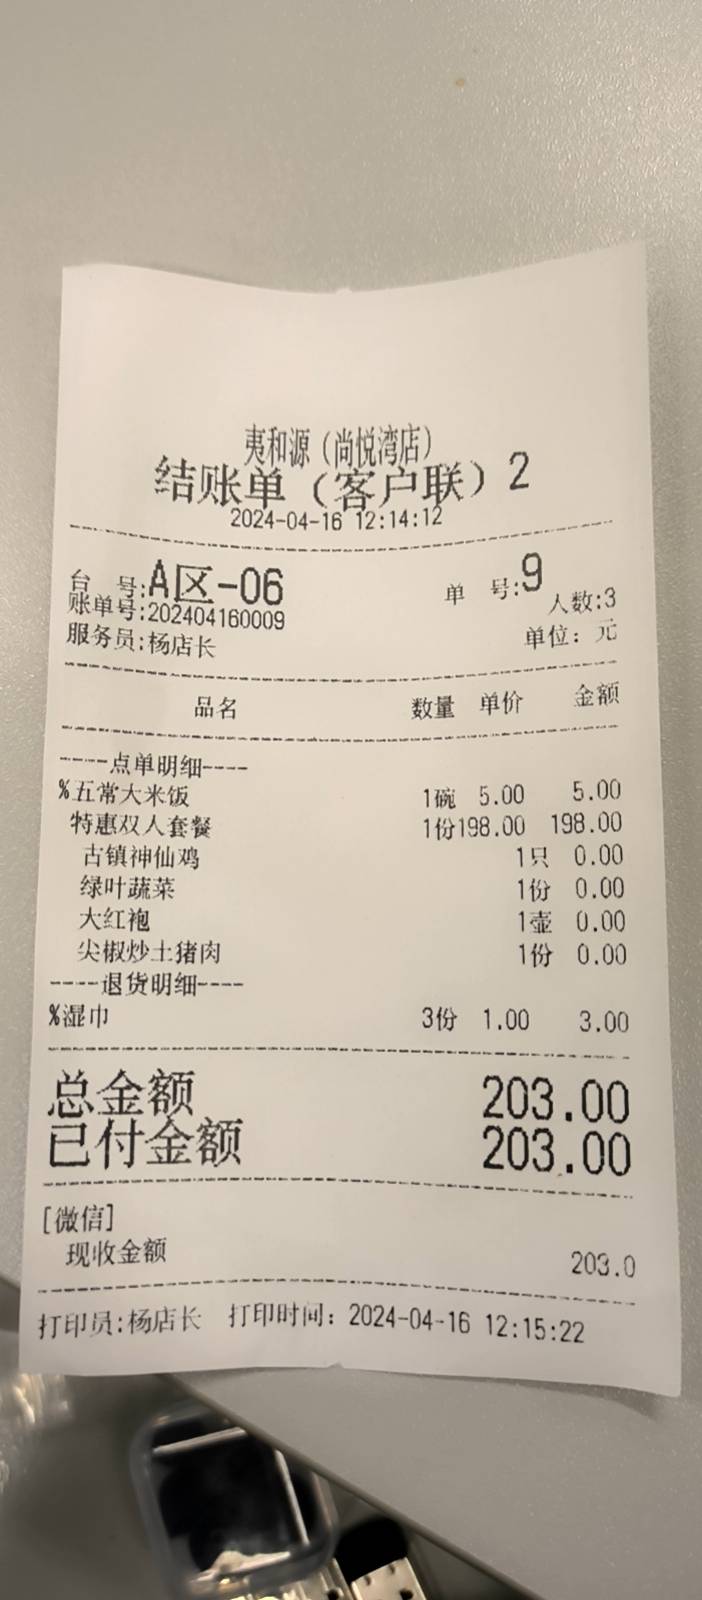 夷和源（尚悦湾店）
结账单（客户联）2
2024-04-16 12:14:12
台 号:A区-06 单 号:9
账单号:202404160009 人数:3
服务员:杨店长 单位：元
品名 数量 单价 金额
----点单明细----
%五常大米饭 1碗 5.00 5.00
特惠双人套餐 1份198.00 198.00
古镇神仙鸡 1只 0.00
绿叶蔬菜 1份 0.00
大红袍 1壶 0.00
尖椒炒土猪肉 1份 0.00
----退货明细----
%湿巾 3份 1.00 3.00
总金额 203.00
已付金额 203.00
[微信]
现收金额 203.0
打印员:杨店长 打印时间：2024-04-16 12:15:22